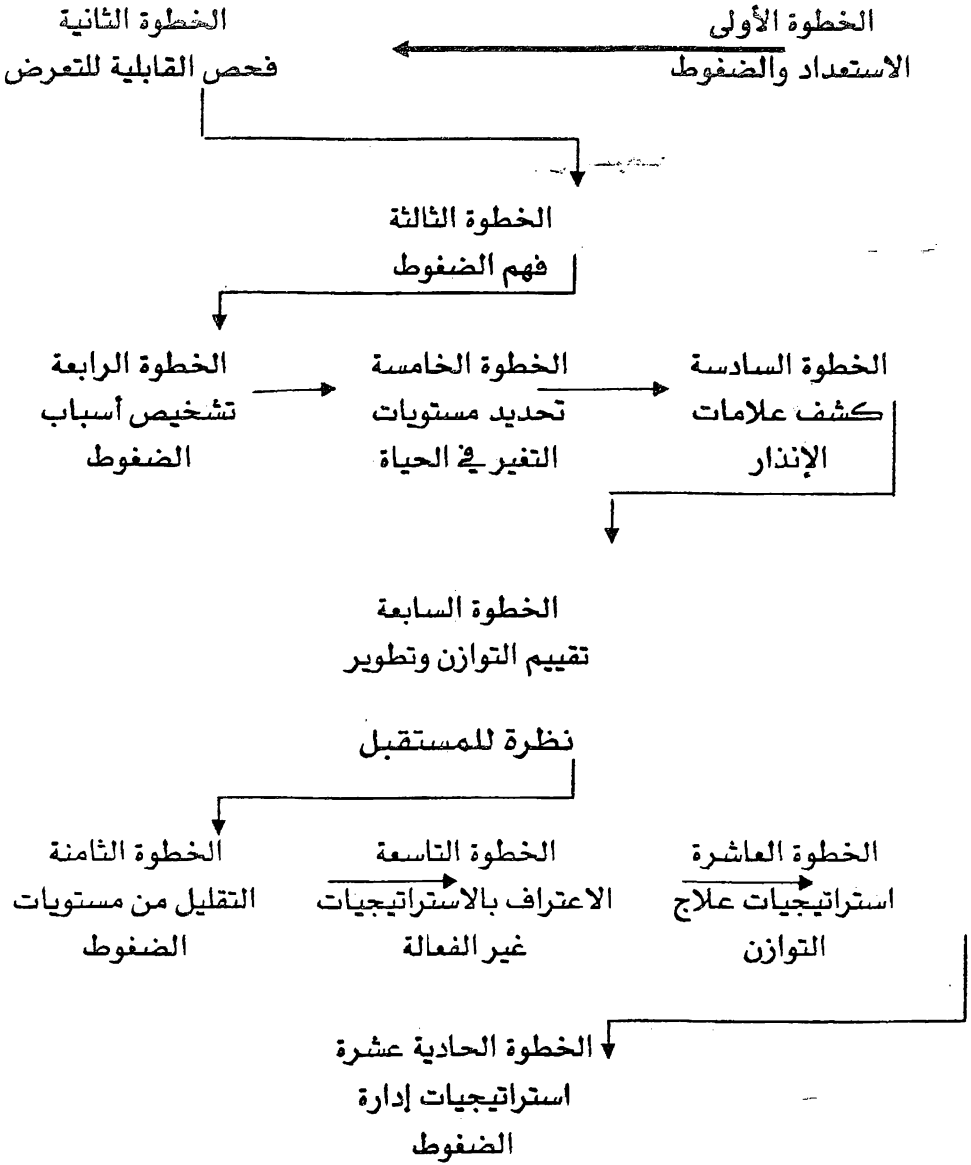 الخطوة الأولى
الاستعداد والضغوط
الخطوة الثانية
فحص القابلية للتعرض
الخطوة الثالثة
فهم الضغوط
الخطوة الرابعة
تشخيص أسباب
الضغوط
الخطوة الخامسة
تحديد مستويات
التغير في الحياة
الخطوة السادسة
كشف علامات
الإنذار
الخطوة السابعة
تقييم التوازن وتطوير
نظرة للمستقبل
الخطوة الثامنة
التقليل من مستويات
الضغوط
الخطوة التاسعة
الاعتراف بالاستراتيجيات
غير الفعالة
الخطوة العاشرة
استراتيجيات علاج
التوازن
الخطوة الحادية عشرة
استراتيجيات إدارة
الضغوط